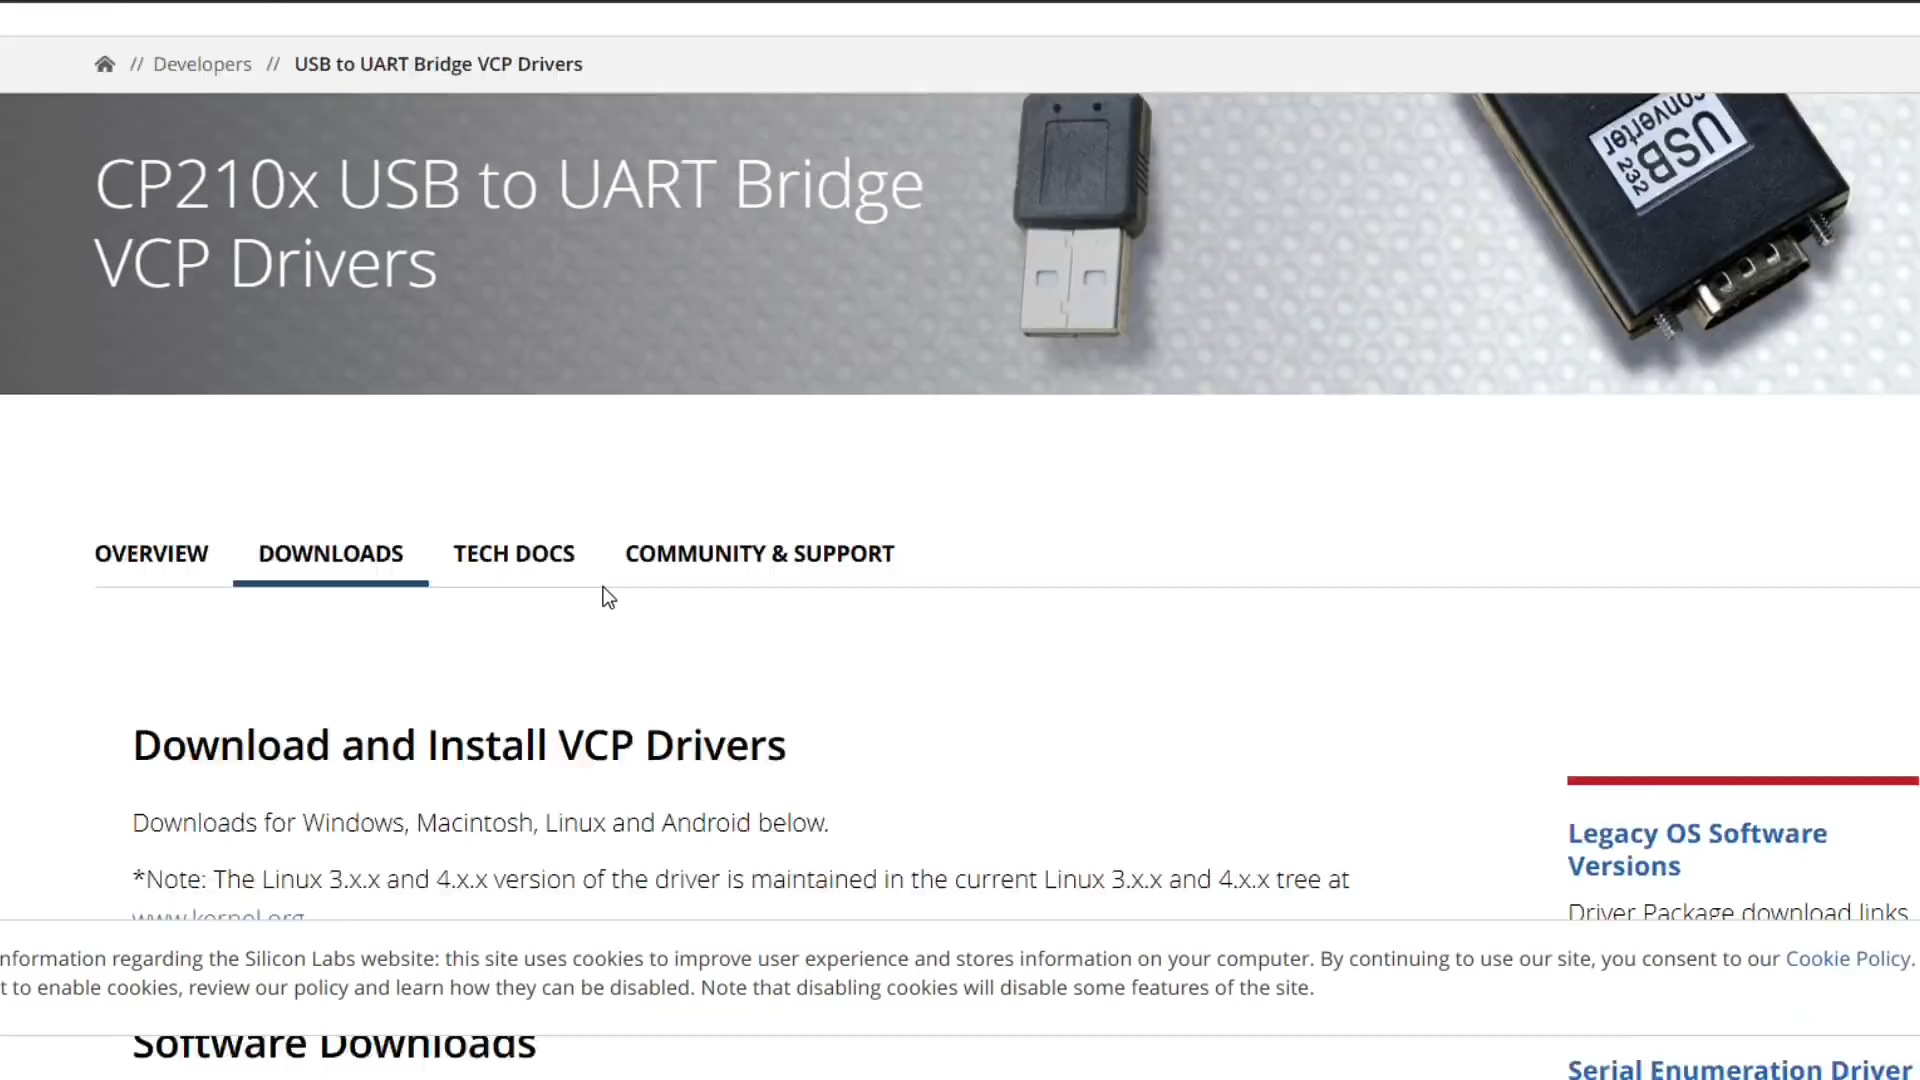 // Developers // USB to UART Bridge VCP Drivers
USB
converter
232
CP210x USB to UART Bridge
VCP Drivers
OVERVIEW DOWNLOADS TECH DOCS COMMUNITY & SUPPORT
Download and Install VCP Drivers
Downloads for Windows, Macintosh, Linux and Android below.
*Note: The Linux 3.x.x and 4.x.x version of the driver is maintained in the current Linux 3.x.x and 4.x.x tree at
www.kernel.org
Legacy OS Software
Versions
Driver Package download links
nformation regarding the Silicon Labs website: this site uses cookies to improve user experience and stores information on your computer. By continuing to use our site, you consent to our Cookie Policy.
t to enable cookies, review our policy and learn how they can be disabled. Note that disabling cookies will disable some features of the site.
Software Downloads
Serial Enumeration Driver